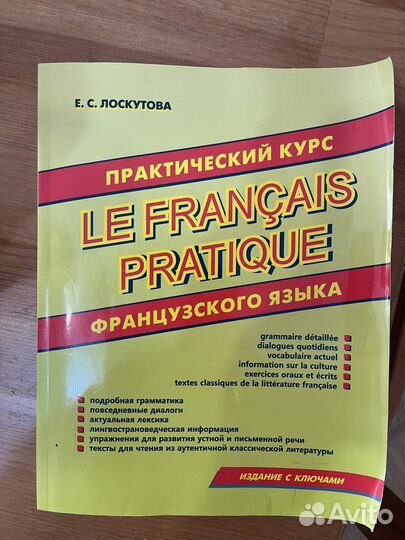 Е. С. ЛОСКУТОВА
ПРАКТИЧЕСКИЙ КУРС
LE FRANÇAIS
PRATIQUE
ФРАНЦУЗСКОГО ЯЗЫКА
grammaire détaillée
dialogues quotidiens
vocabulaire actuel
information sur la culture
exercices oraux et écrits
textes classiques de la littérature française
подробная грамматика
повседневные диалоги
актуальная лексика
лингвострановедческая информация
упражнения для развития устной и письменной речи
тексты для чтения из аутентичной классической литературы
ИЗДАНИЕ С КЛЮЧАМИ
Avito